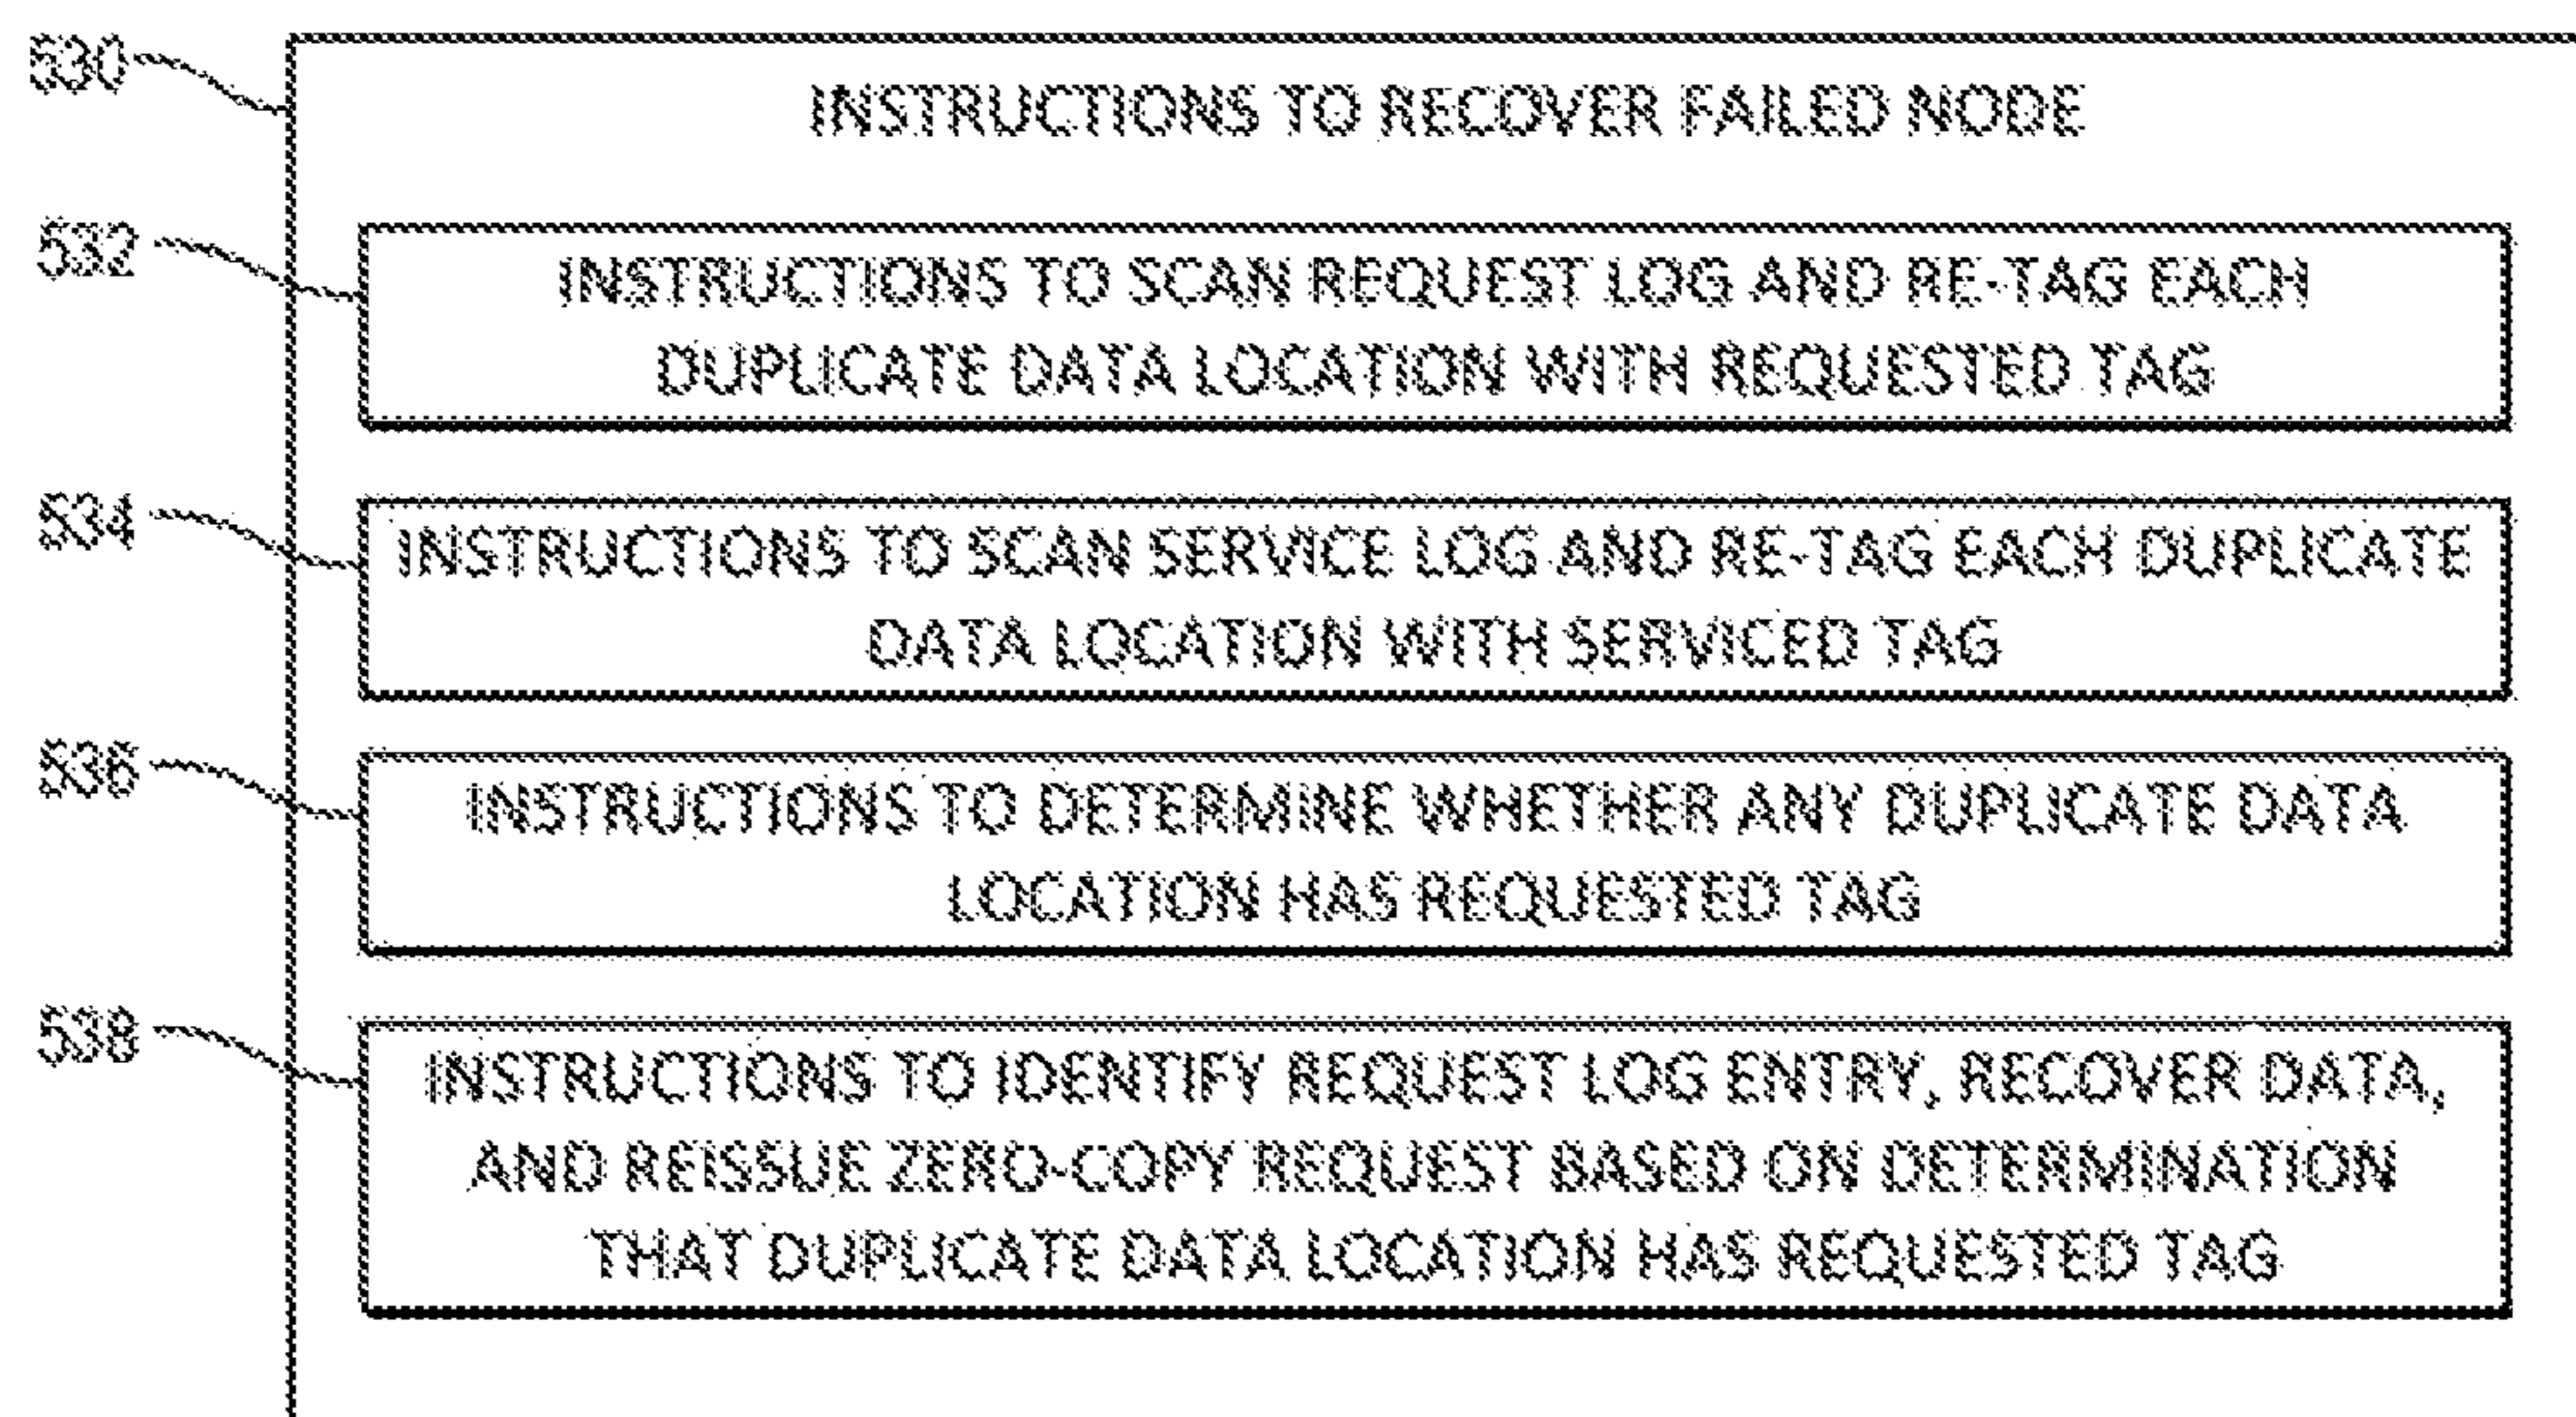 530
INSTRUCTIONS TO RECOVER FAILED NODE
532
INSTRUCTIONS TO SCAN REQUEST LOG AND RE-TAG EACH
DUPLICATE DATA LOCATION WITH REQUESTED TAG
534
INSTRUCTIONS TO SCAN SERVICE LOG AND RE-TAG EACH DUPLICATE
DATA LOCATION WITH SERVICED TAG
536
INSTRUCTIONS TO DETERMINE WHETHER ANY DUPLICATE DATA
LOCATION HAS REQUESTED TAG
538
INSTRUCTIONS TO IDENTIFY REQUEST LOG ENTRY, RECOVER DATA,
AND REISSUE ZERO-COPY REQUEST BASED ON DETERMINATION
THAT DUPLICATE DATA LOCATION HAS REQUESTED TAG